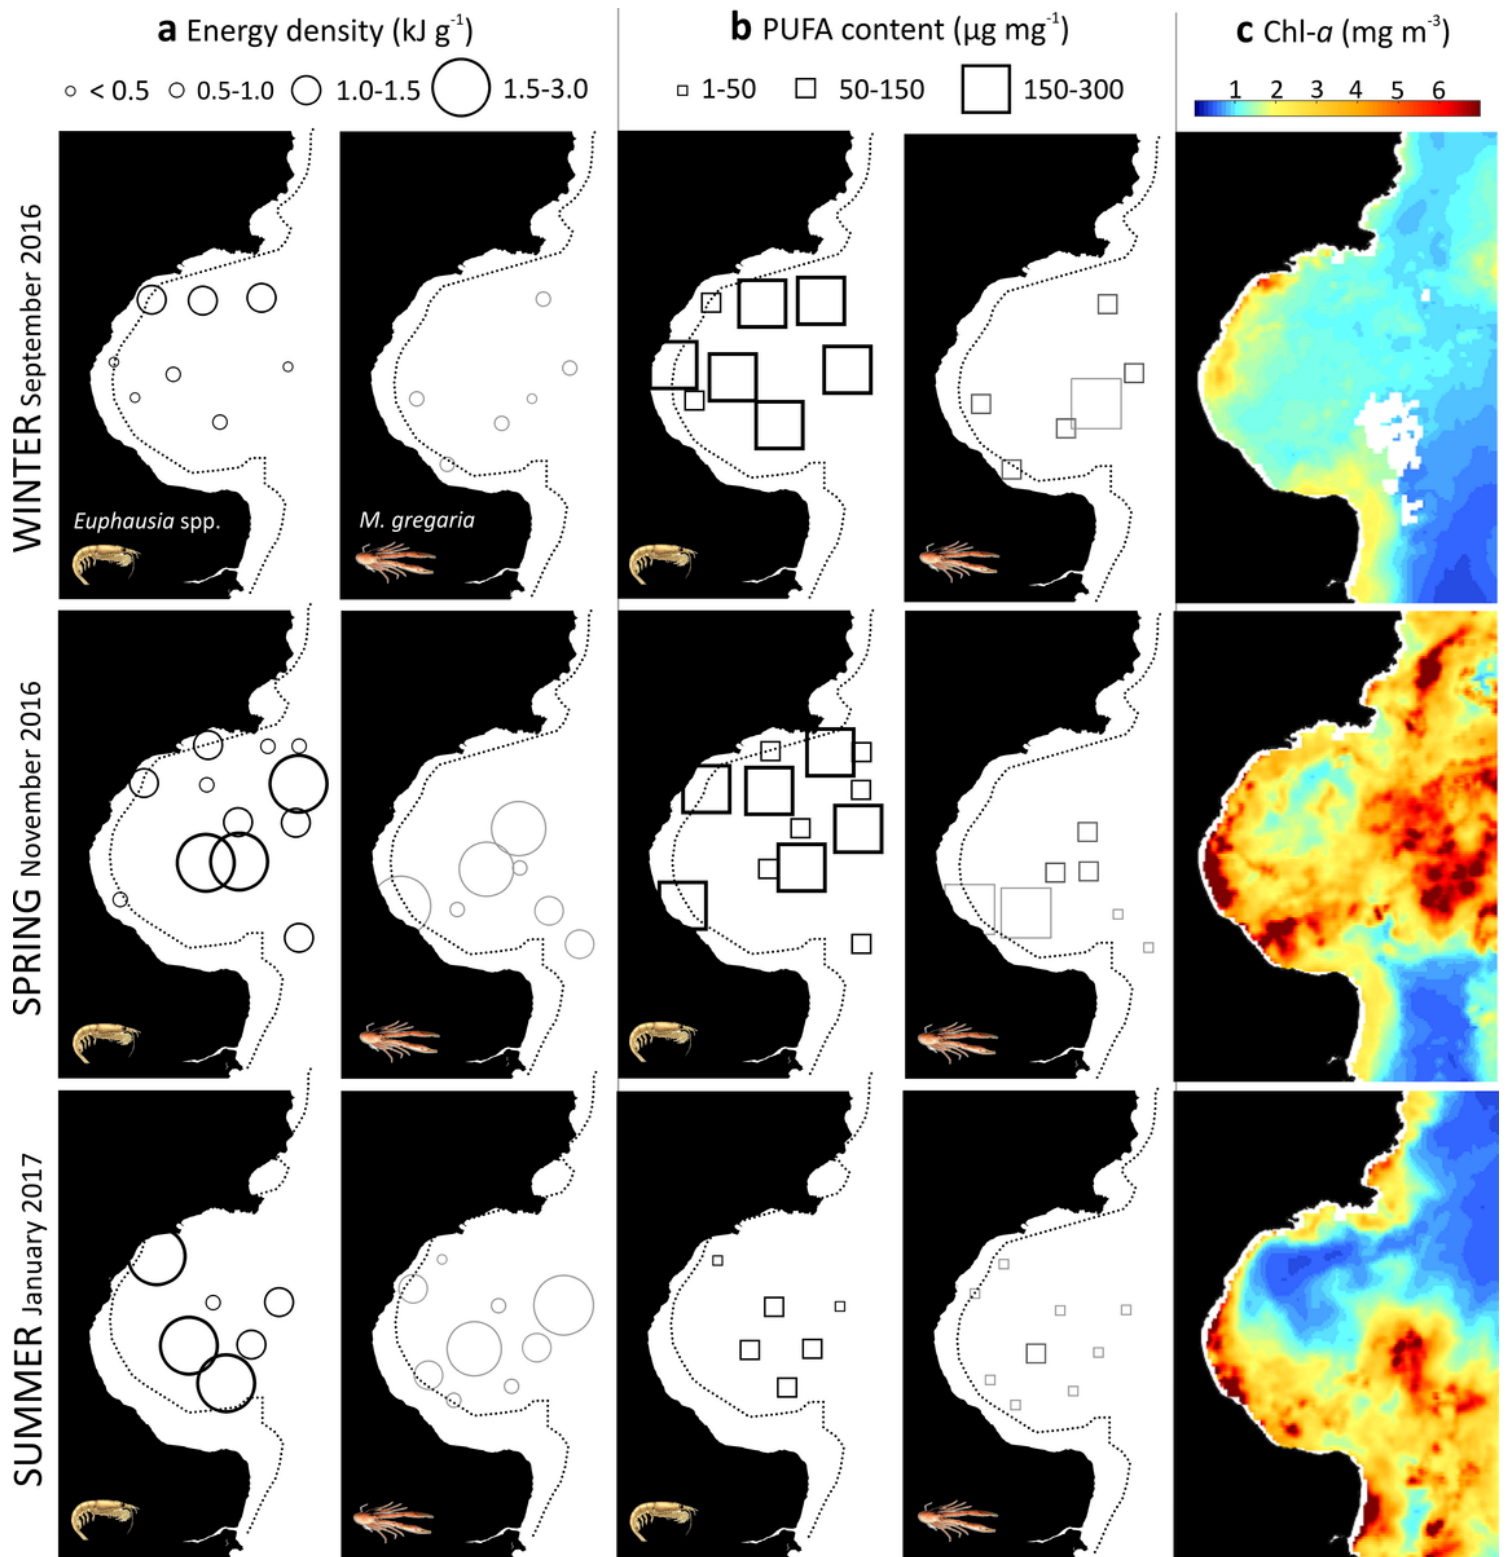 a Energy density (kJ g⁻¹)
< 0.5 0.5-1.0 1.0-1.5 1.5-3.0
b PUFA content (µg mg⁻¹)
1-50 50-150 150-300
c Chl-a (mg m⁻³)
1 2 3 4 5 6
WINTER September 2016
Euphausia spp.
M. gregaria
SPRING November 2016
SUMMER January 2017